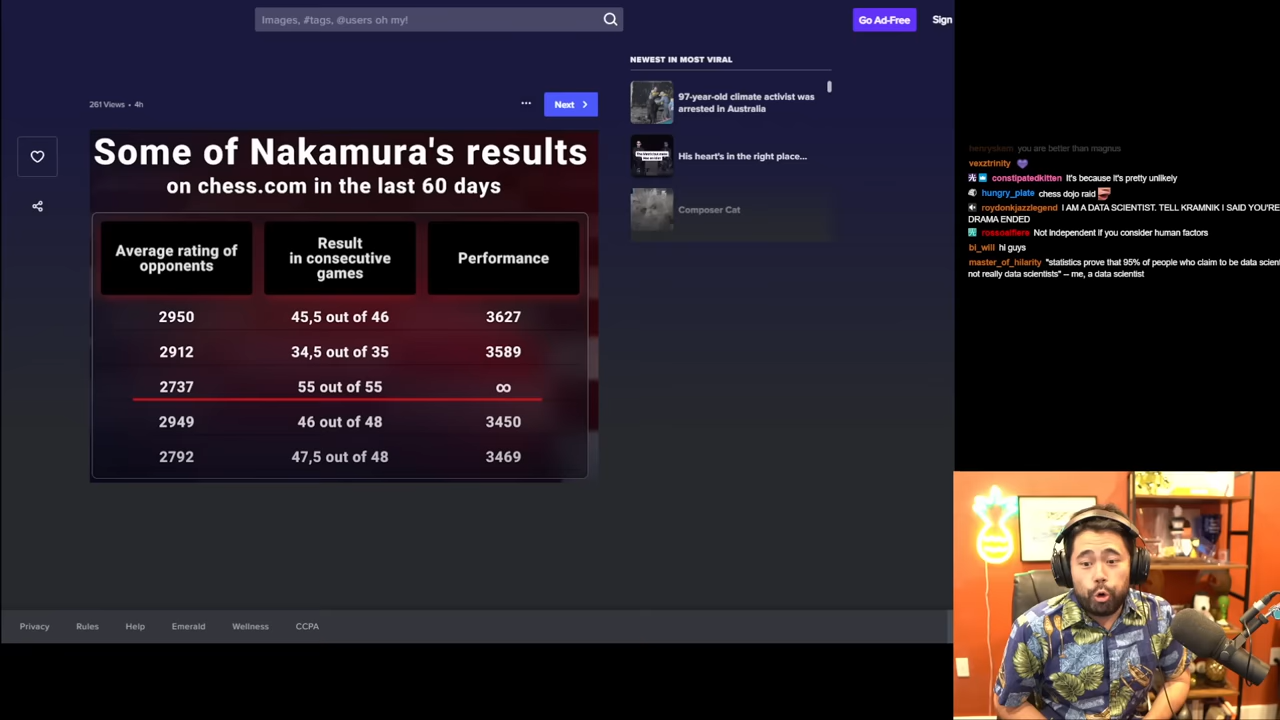 Images, #tags, @users oh my!
Go Ad-Free
Sign
NEWEST IN MOST VIRAL
261 Views • 4h
•••
Next
97-year-old climate activist was
arrested in Australia
His heart's in the right place...
Composer Cat
Some of Nakamura's results
on chess.com in the last 60 days
Average rating of
opponents
Result
in consecutive
games
Performance
2950 45,5 out of 46 3627
2912 34,5 out of 35 3589
2737 55 out of 55 ∞
2949 46 out of 48 3450
2792 47,5 out of 48 3469
Privacy Rules Help Emerald Wellness CCPA
henryskem you are better than magnus
vexztrinity
constipatedkitten It's because it's pretty unlikely
hungry_plate chess dojo raid
roydonkjazzlegend I AM A DATA SCIENTIST. TELL KRAMNIK I SAID YOU'RE
DRAMA ENDED
rossoalfiere Not Independent if you consider human factors
bi_will hi guys
master_of_hilarity "statistics prove that 95% of people who claim to be data scien
not really data scientists" -- me, a data scientist